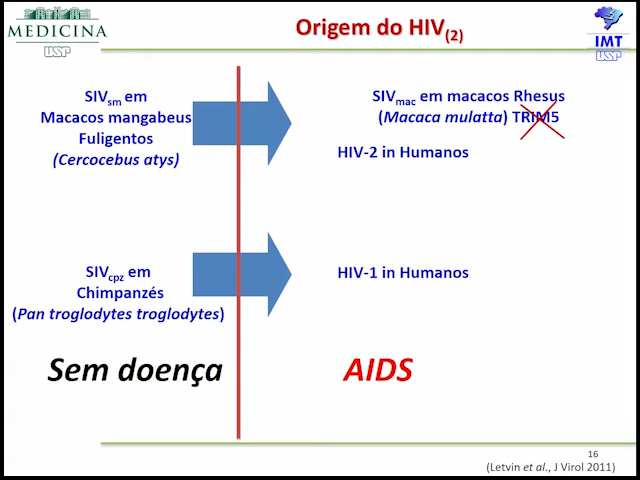 MEDICINA
USP
Origem do HIV(2)
IMT
USP
SIVsm em
Macacos mangabeus
Fuligentos
(Cercocebus atys)
SIVmac em macacos Rhesus
(Macaca mulatta) TRIM5
HIV-2 in Humanos
SIVcpz em
Chimpanzés
(Pan troglodytes troglodytes)
HIV-1 in Humanos
Sem doença
AIDS
16
(Letvin et al., J Virol 2011)